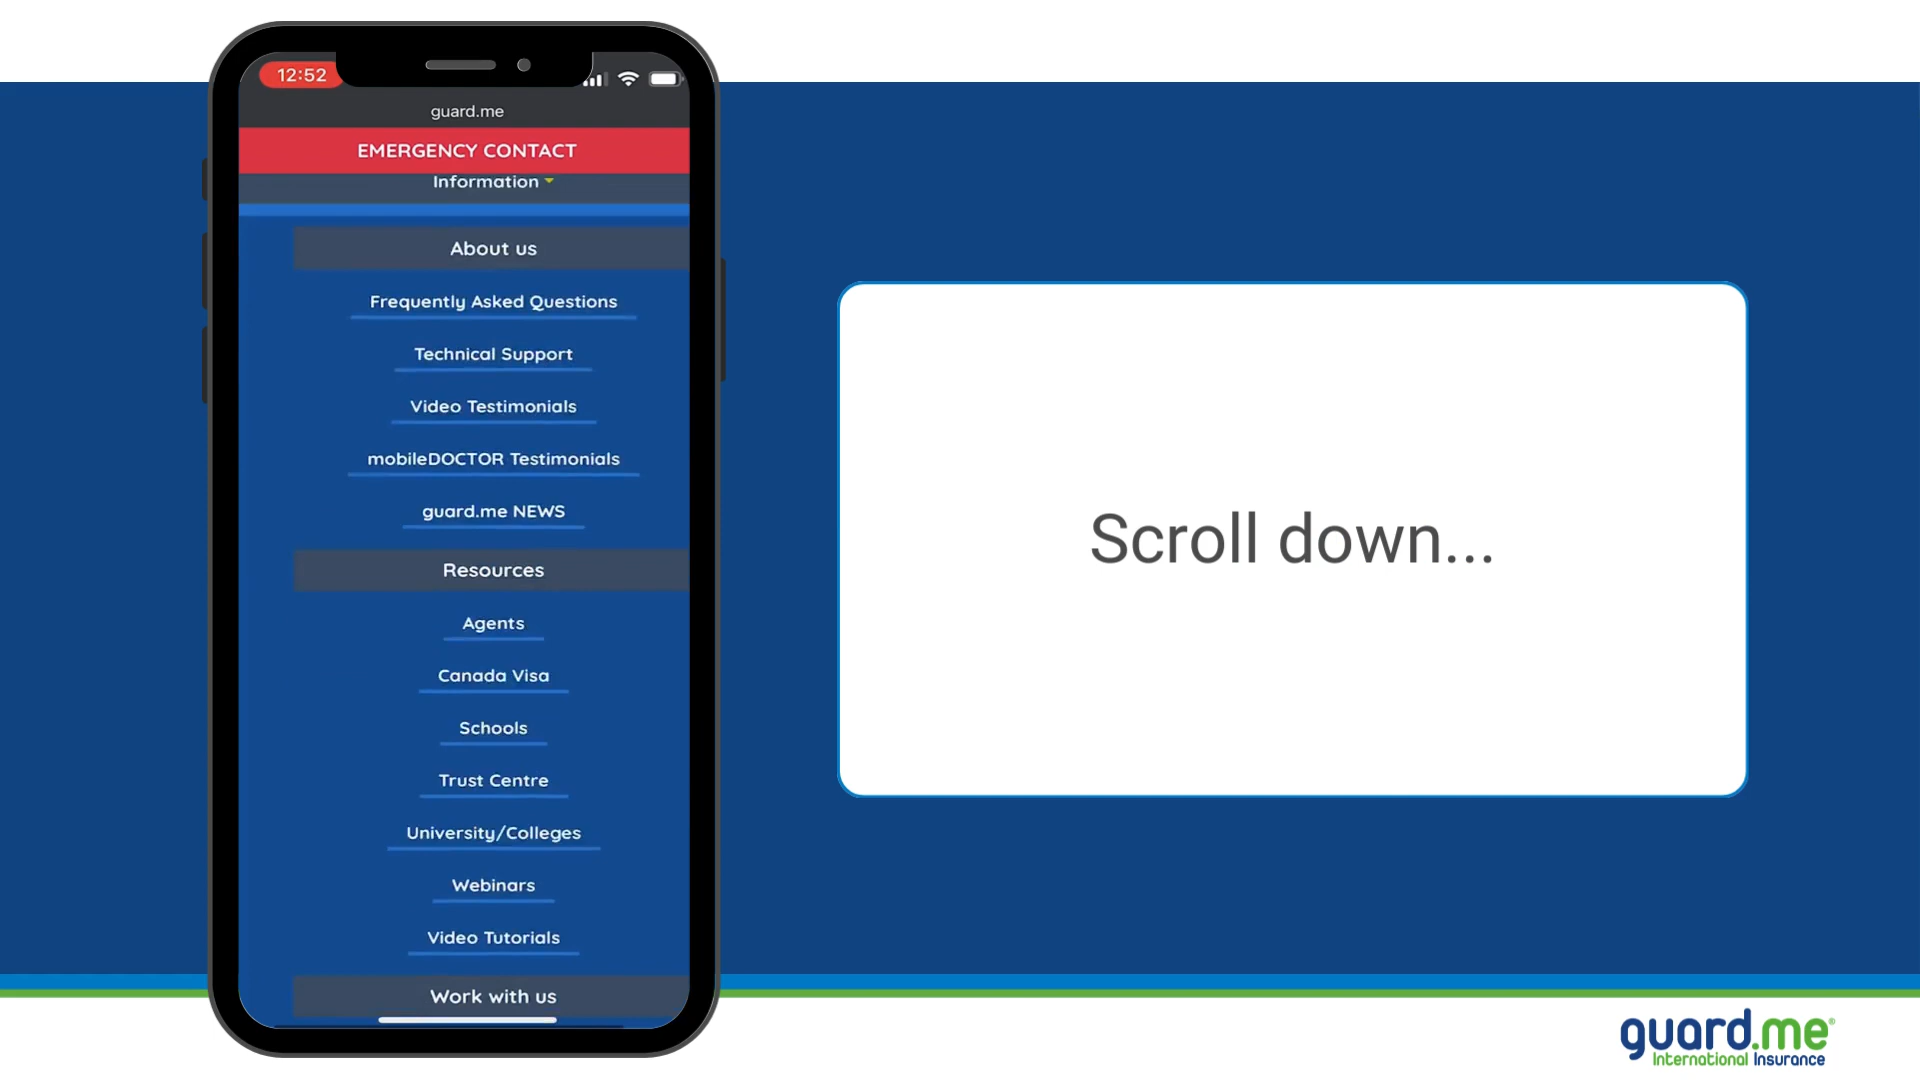 12:52
guard.me
EMERGENCY CONTACT
Information
About us
Frequently Asked Questions
Technical Support
Video Testimonials
mobileDOCTOR Testimonials
guard.me NEWS
Resources
Agents
Canada Visa
Schools
Trust Centre
University/Colleges
Webinars
Video Tutorials
Work with us
Scroll down...
guard.me®
International Insurance